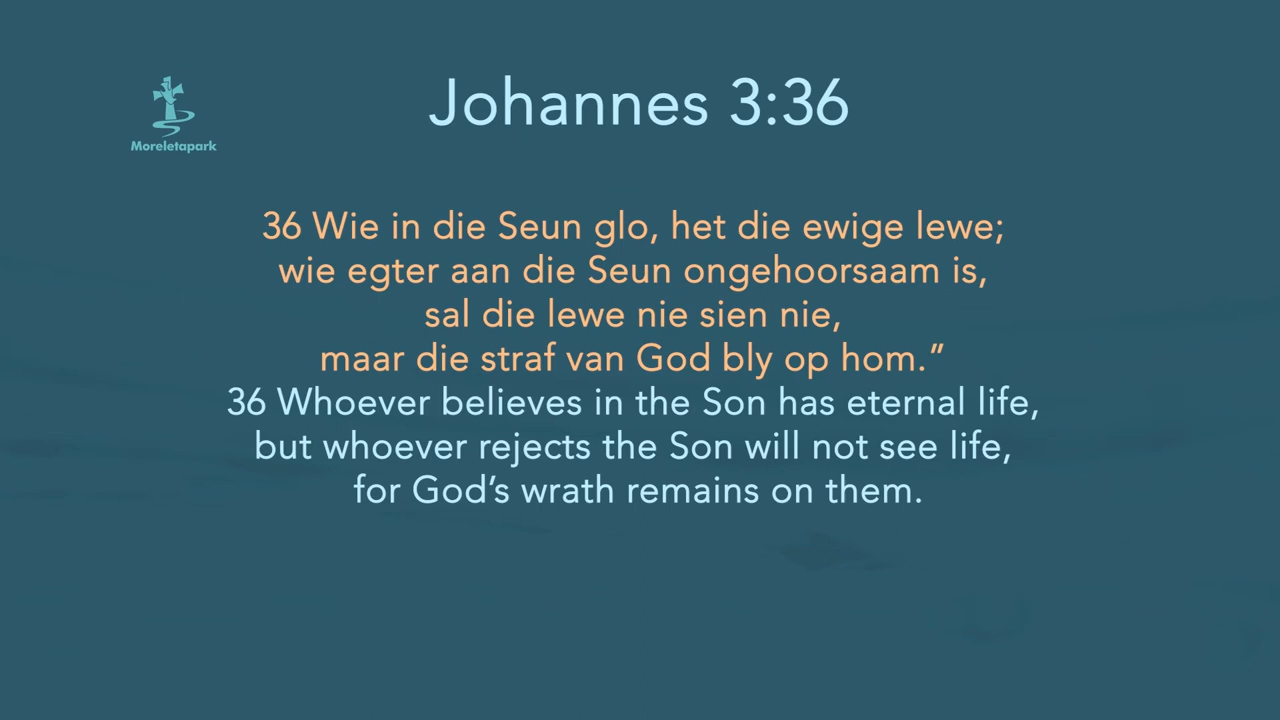 Johannes 3:36
Moreletapark
36 Wie in die Seun glo, het die ewige lewe;
wie egter aan die Seun ongehoorsaam is,
sal die lewe nie sien nie,
maar die straf van God bly op hom.”
36 Whoever believes in the Son has eternal life,
but whoever rejects the Son will not see life,
for God’s wrath remains on them.